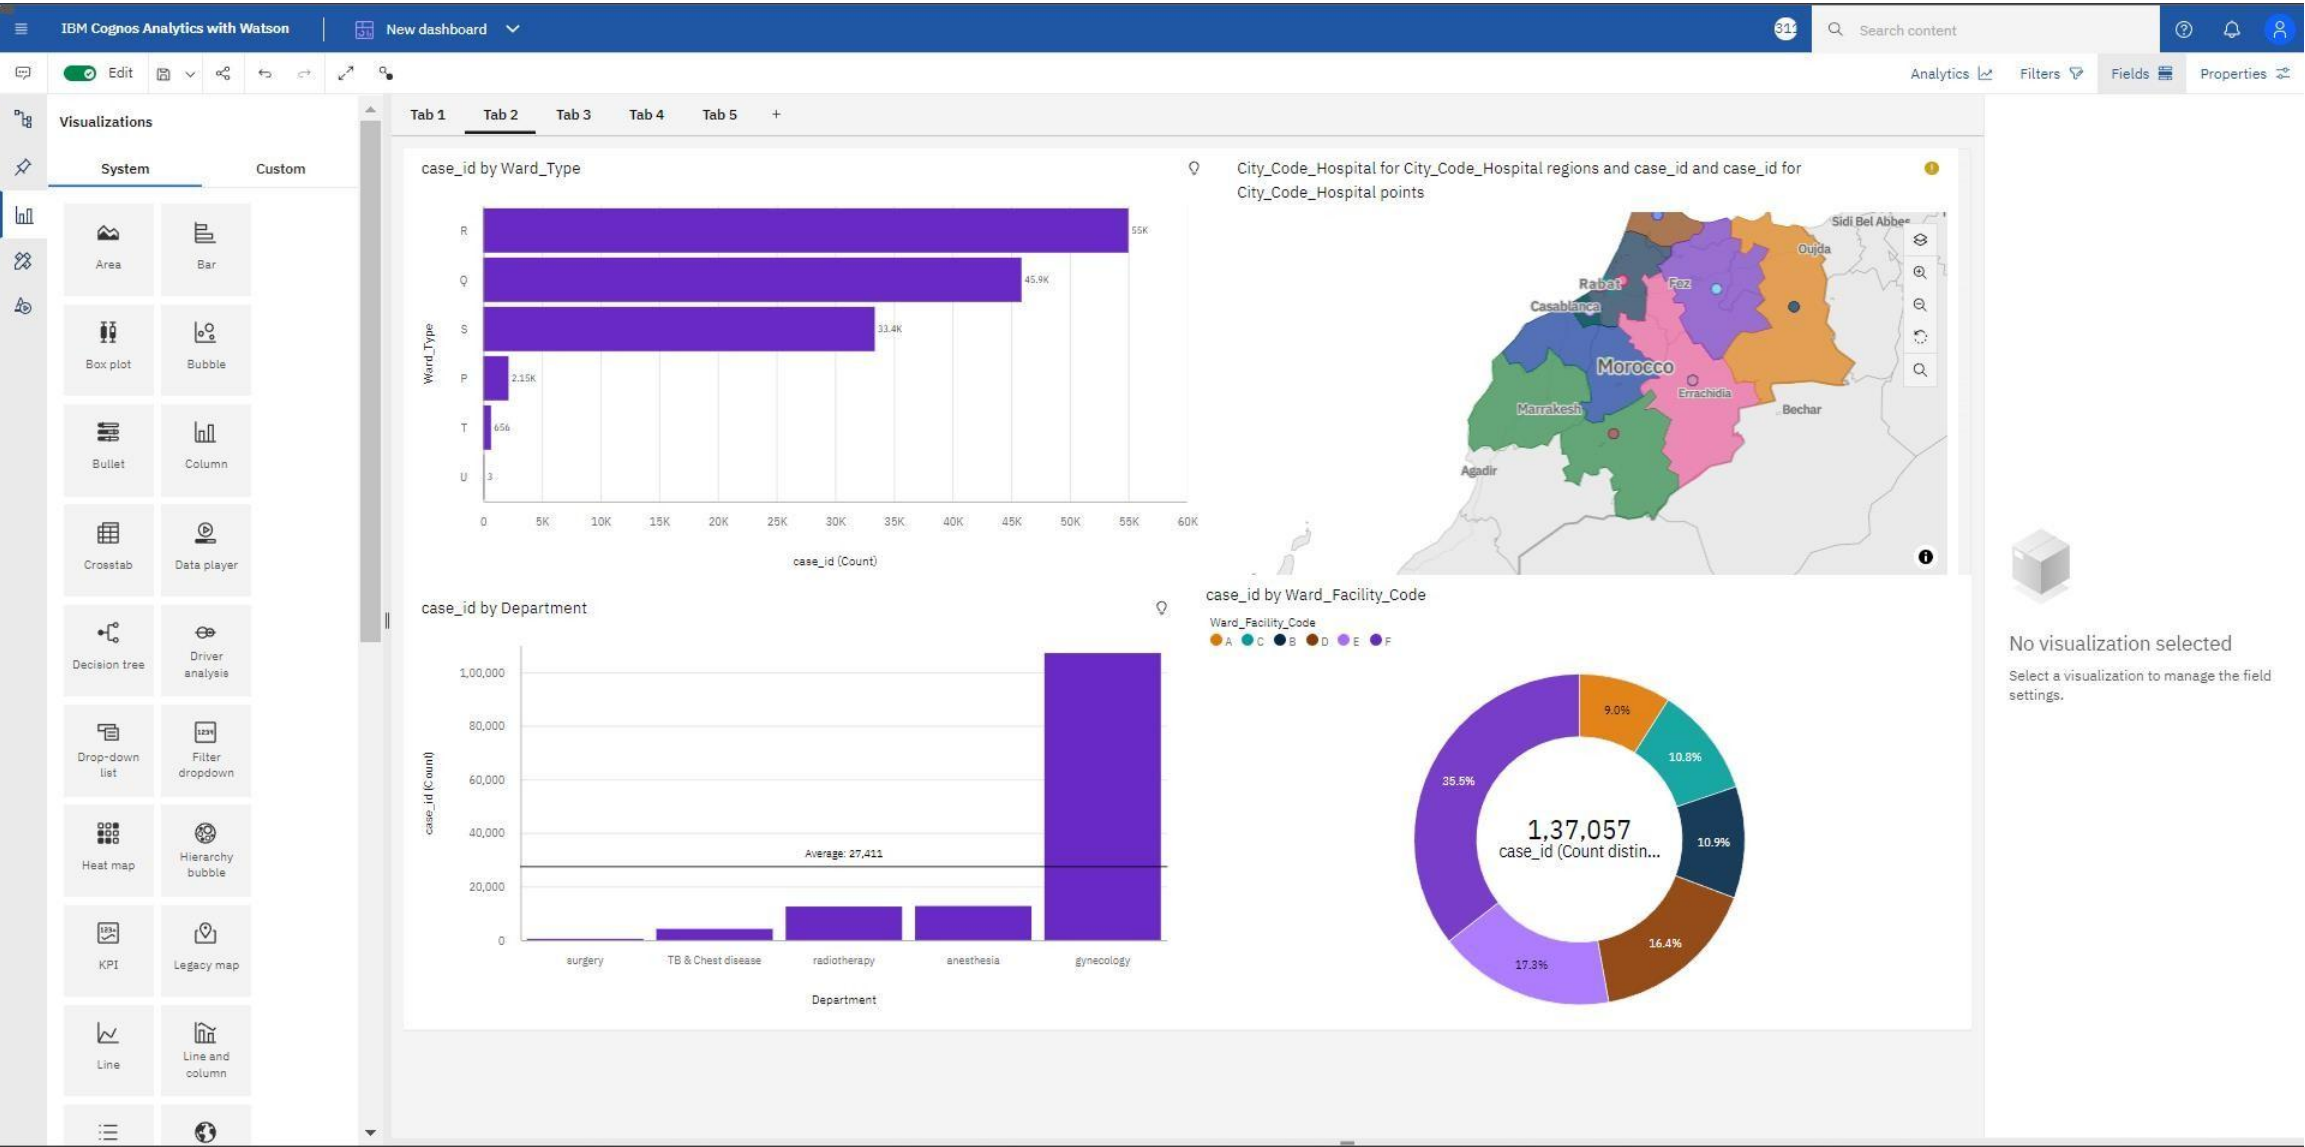 IBM Cognos Analytics with Watson
New dashboard
Search content
Edit
Analytics
Filters
Fields
Properties
Visualizations
System
Custom
Area
Bar
Box plot
Bubble
Bullet
Column
Crosstab
Data player
Decision tree
Driver
analysis
Drop-down
list
Filter
dropdown
Heat map
Hierarchy
bubble
KPI
Legacy map
Line
Line and
column
Tab 1
Tab 2
Tab 3
Tab 4
Tab 5
+
case_id by Ward_Type
Ward_Type
R
55K
Q
45.9K
S
33.4K
P
2.15K
T
656
U
3
0
5K
10K
15K
20K
25K
30K
35K
40K
45K
50K
55K
60K
case_id (Count)
City_Code_Hospital for City_Code_Hospital regions and case_id and case_id for
City_Code_Hospital points
Sidi Bel Abbes
Oujda
Rabat
Fez
Casablanca
Morocco
Errachidia
Marrakesh
Bechar
Agadir
case_id by Department
case_id (Count)
1,00,000
80,000
60,000
40,000
20,000
0
Average: 27,411
surgery
TB & Chest disease
radiotherapy
anesthesia
gynecology
Department
case_id by Ward_Facility_Code
Ward_Facility_Code
A
C
B
D
E
F
9.0%
10.8%
10.9%
16.4%
17.3%
35.5%
1,37,057
case_id (Count distin...
No visualization selected
Select a visualization to manage the field
settings.